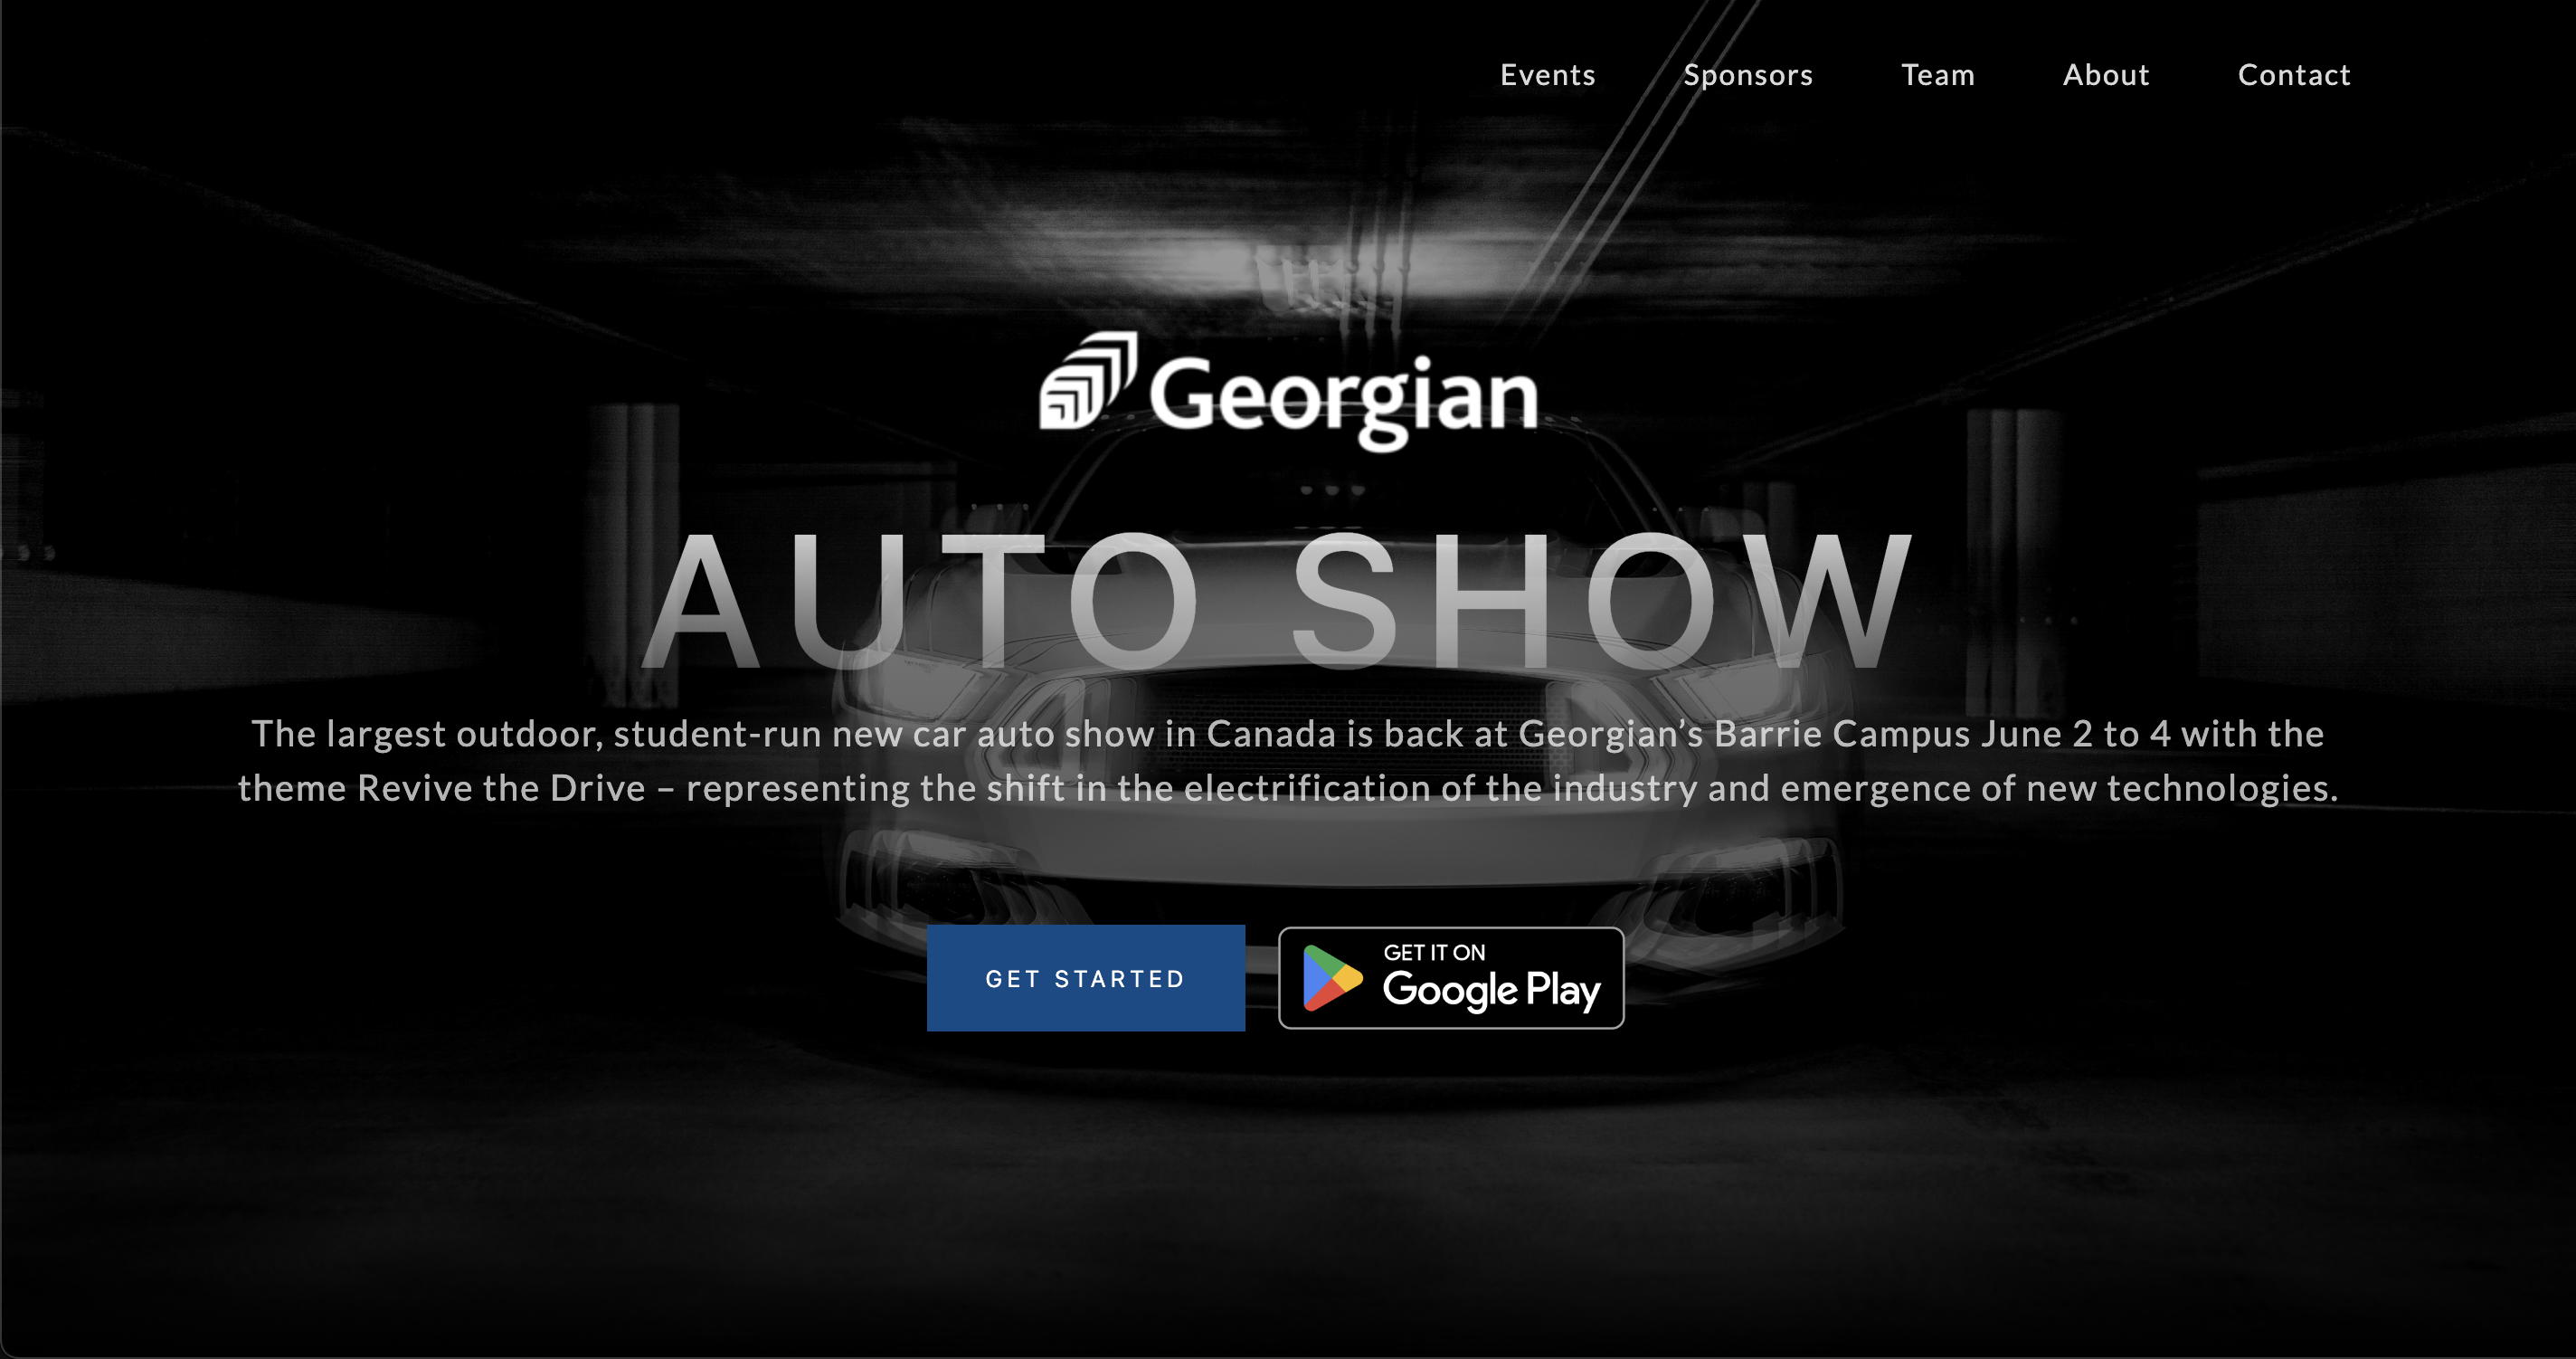 Events Sponsors Team About Contact
Georgian
AUTO SHOW
The largest outdoor, student-run new car auto show in Canada is back at Georgian’s Barrie Campus June 2 to 4 with the
theme Revive the Drive – representing the shift in the electrification of the industry and emergence of new technologies.
GET STARTED
GET IT ON
Google Play